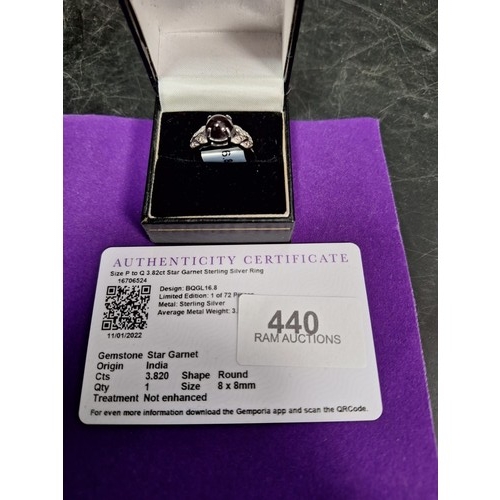 AUTHENTICITY CERTIFICATE
Size P to Q 3.82ct Star Garnet Sterling Silver Ring
16706524
Design: BQGL16.8
Limited Edition: 1 of 72
Metal: Sterling Silver
Average Metal Weight: 3.
11/01/2022
440
RAM AUCTIONS
Gemstone Star Garnet
Origin India
Cts 3.820 Shape Round
Qty 1 Size 8 x 8mm
Treatment Not enhanced
For even more information download the Gemporia app and scan the QRCode.